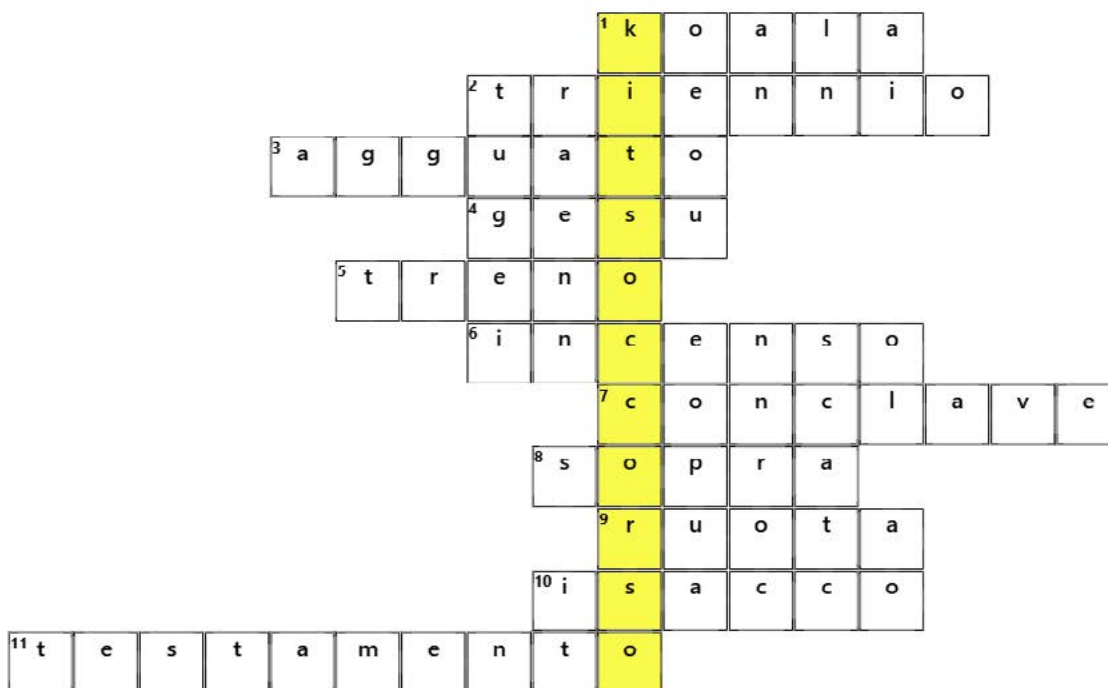 1 koala
2 triennio
3 agguato
4 gesu
5 treno
6 incenso
7 conclave
8 sopra
9 ruota
10 isacco
11 testamento